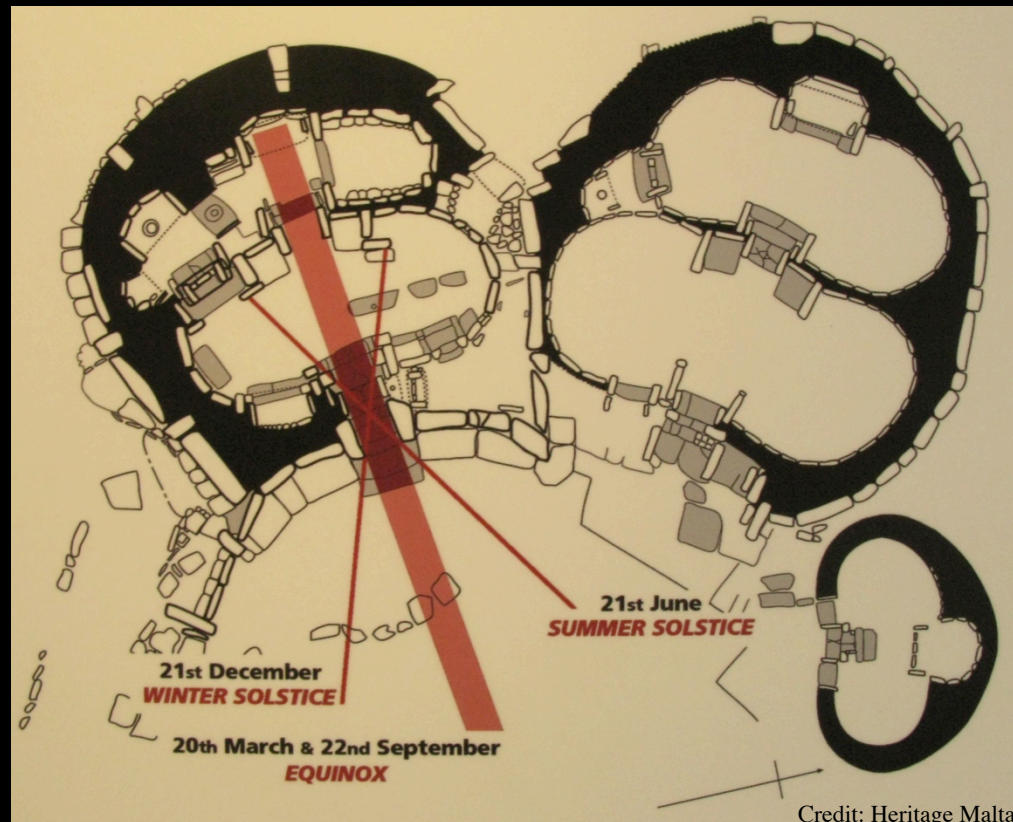 21st June
SUMMER SOLSTICE
21st December
WINTER SOLSTICE
20th March & 22nd September
EQUINOX
Credit: Heritage Malta